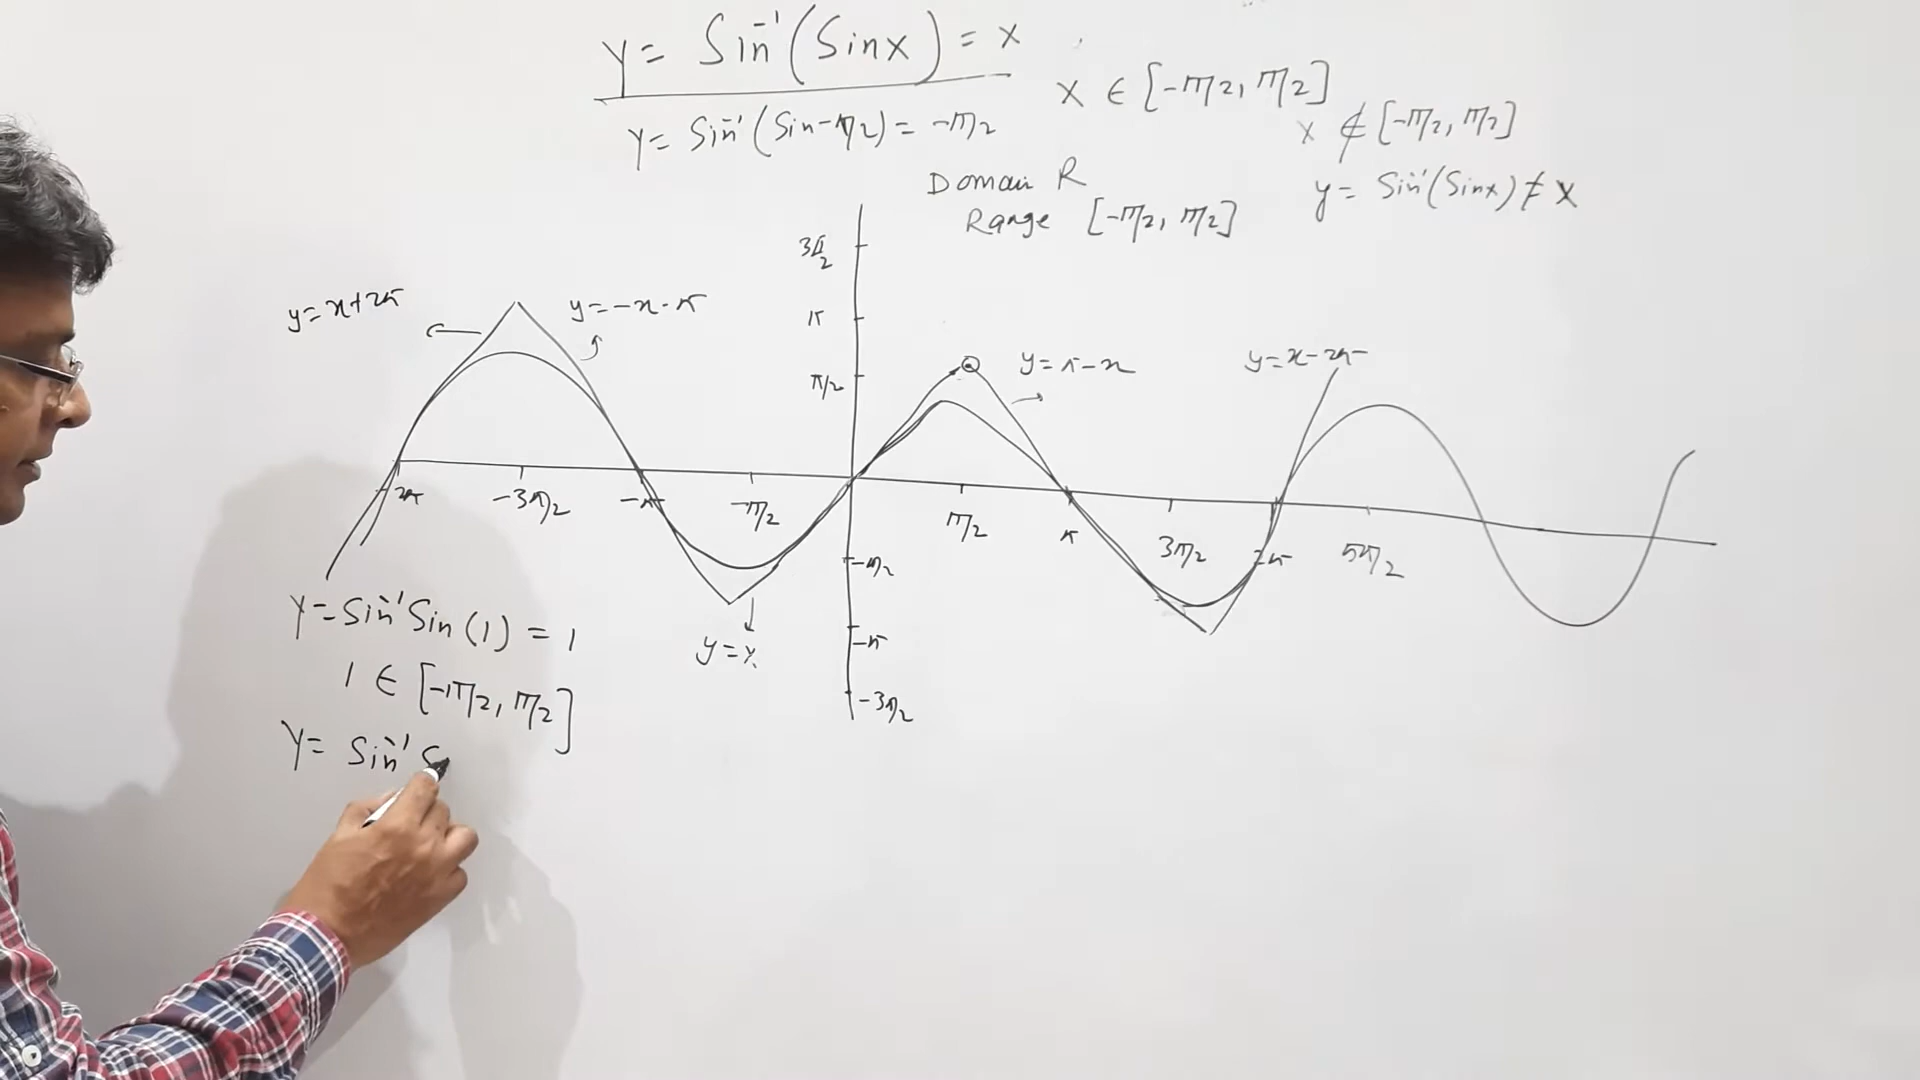 y = Sin⁻¹(Sinx) = x
x ∈ [-π/2, π/2]
y = Sin⁻¹(Sin-π/2) = -π/2
x ∉ [-π/2, π/2]
Domain R
y = Sin⁻¹(Sinx) ≠ x
Range [-π/2, π/2]
3π/2
y=x+2π
y=-x-π
π
y=π-x
y=x-2π
π/2
-2π
-3π/2
-π
-π/2
π/2
π
3π/2
2π
5π/2
-π/2
y=Sin⁻¹Sin(1) = 1
-π
y=x
1 ∈ [-π/2, π/2]
-3π/2
y= Sin⁻¹ S